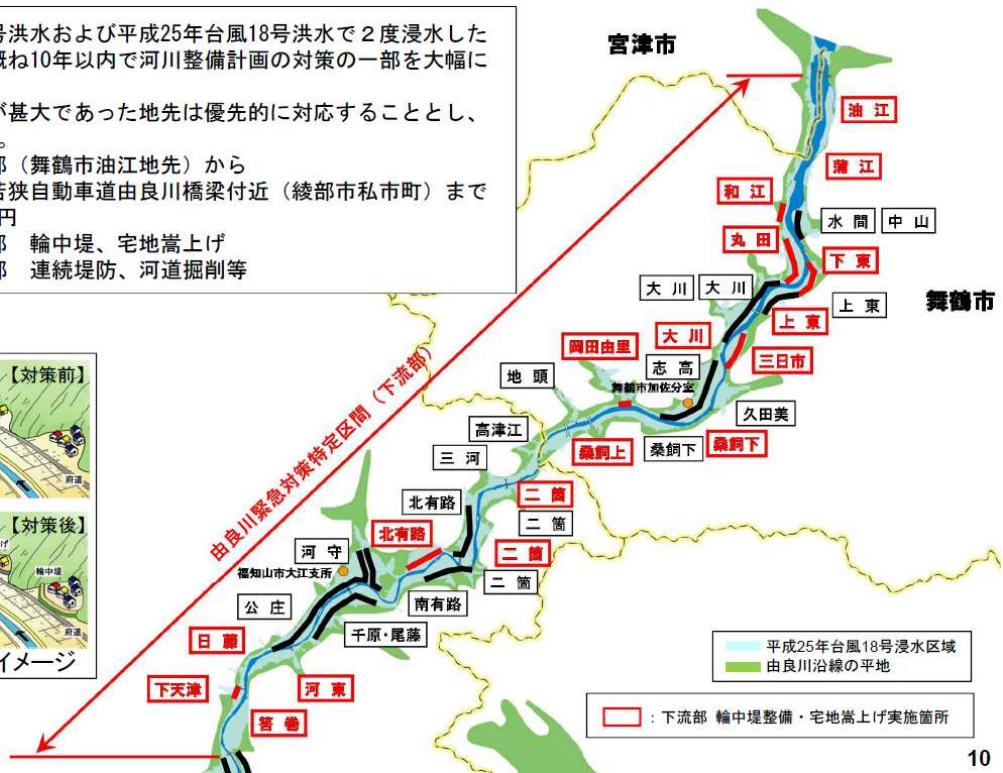 号洪水および平成25年台風18号洪水で２度浸水した
概ね10年以内で河川整備計画の対策の一部を大幅に
が甚大であった地先は優先的に対応することとし、
。
部（舞鶴市油江地先）から
若狭自動車道由良川橋梁付近（綾部市私市町）まで
円
部　輪中堤、宅地嵩上げ
部　連続堤防、河道掘削等
宮津市
油 江
蒲 江
和 江
水 間
中 山
丸 田
下 東
大 川
大 川
上 東
舞鶴市
上 東
大 川
岡田由里
志 高
三日市
地 頭
舞鶴市加佐分室
久田美
高津江
桑飼上
桑飼下
桑飼下
三 河
二 箇
北有路
二 箇
北有路
二 箇
河 守
福知山市大江支所
二 箇
南有路
公 庄
千原・尾藤
日 藤
下天津
河 東
筈 巻
由良川緊急対策特定区間（下流部）
【対策前】
府道
【対策後】
げ
輪中堤
府道
イメージ
平成25年台風18号浸水区域
由良川沿線の平地
：下流部 輪中堤整備・宅地嵩上げ実施箇所
10